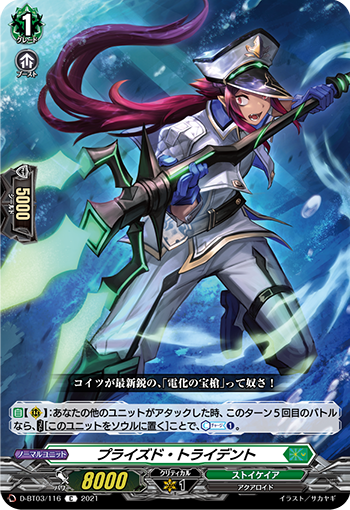 1
グレード
ブースト
5000
シールド
コイツが最新鋭の、「電化の宝槍」って奴さ！
自【R】：あなたの他のユニットがアタックした時、このターン５回目のバトル
なら、【このユニットをソウルに置く】ことで、チャージ(1)。
ノーマルユニット
プライズド・トライデント
パワー
8000
クリティカル
1
ストイケイア
アクアロイド
D-BT03/116 C 2021
イラスト／サカヤギ